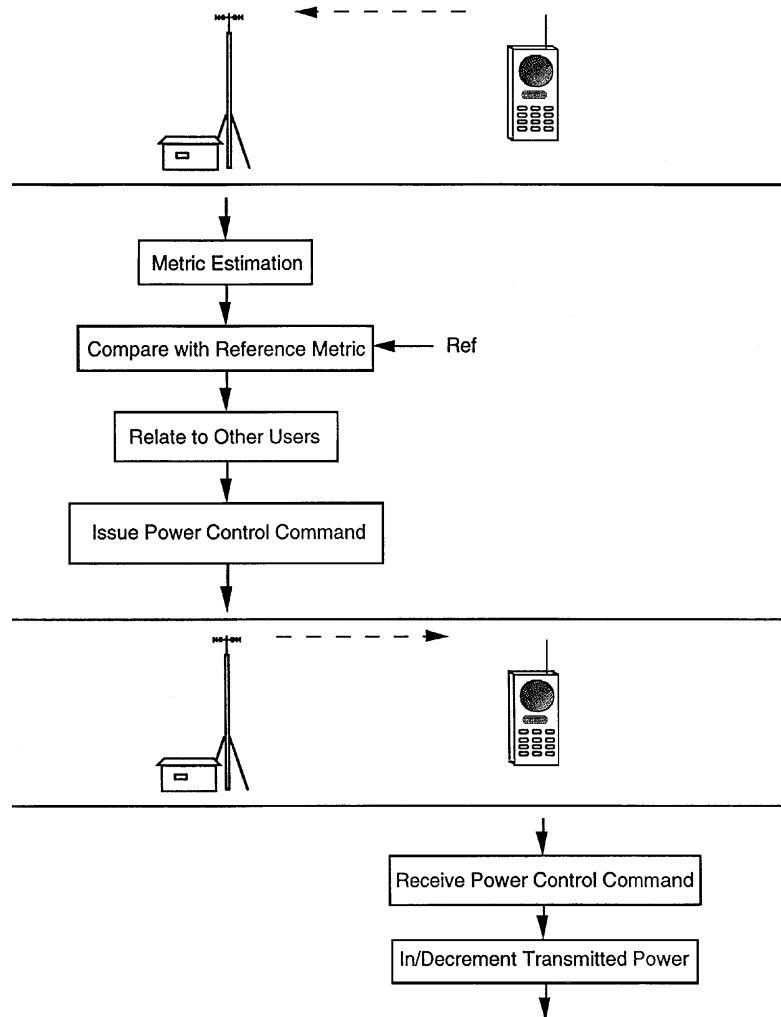 Metric Estimation
Compare with Reference Metric
Ref
Relate to Other Users
Issue Power Control Command
Receive Power Control Command
In/Decrement Transmitted Power